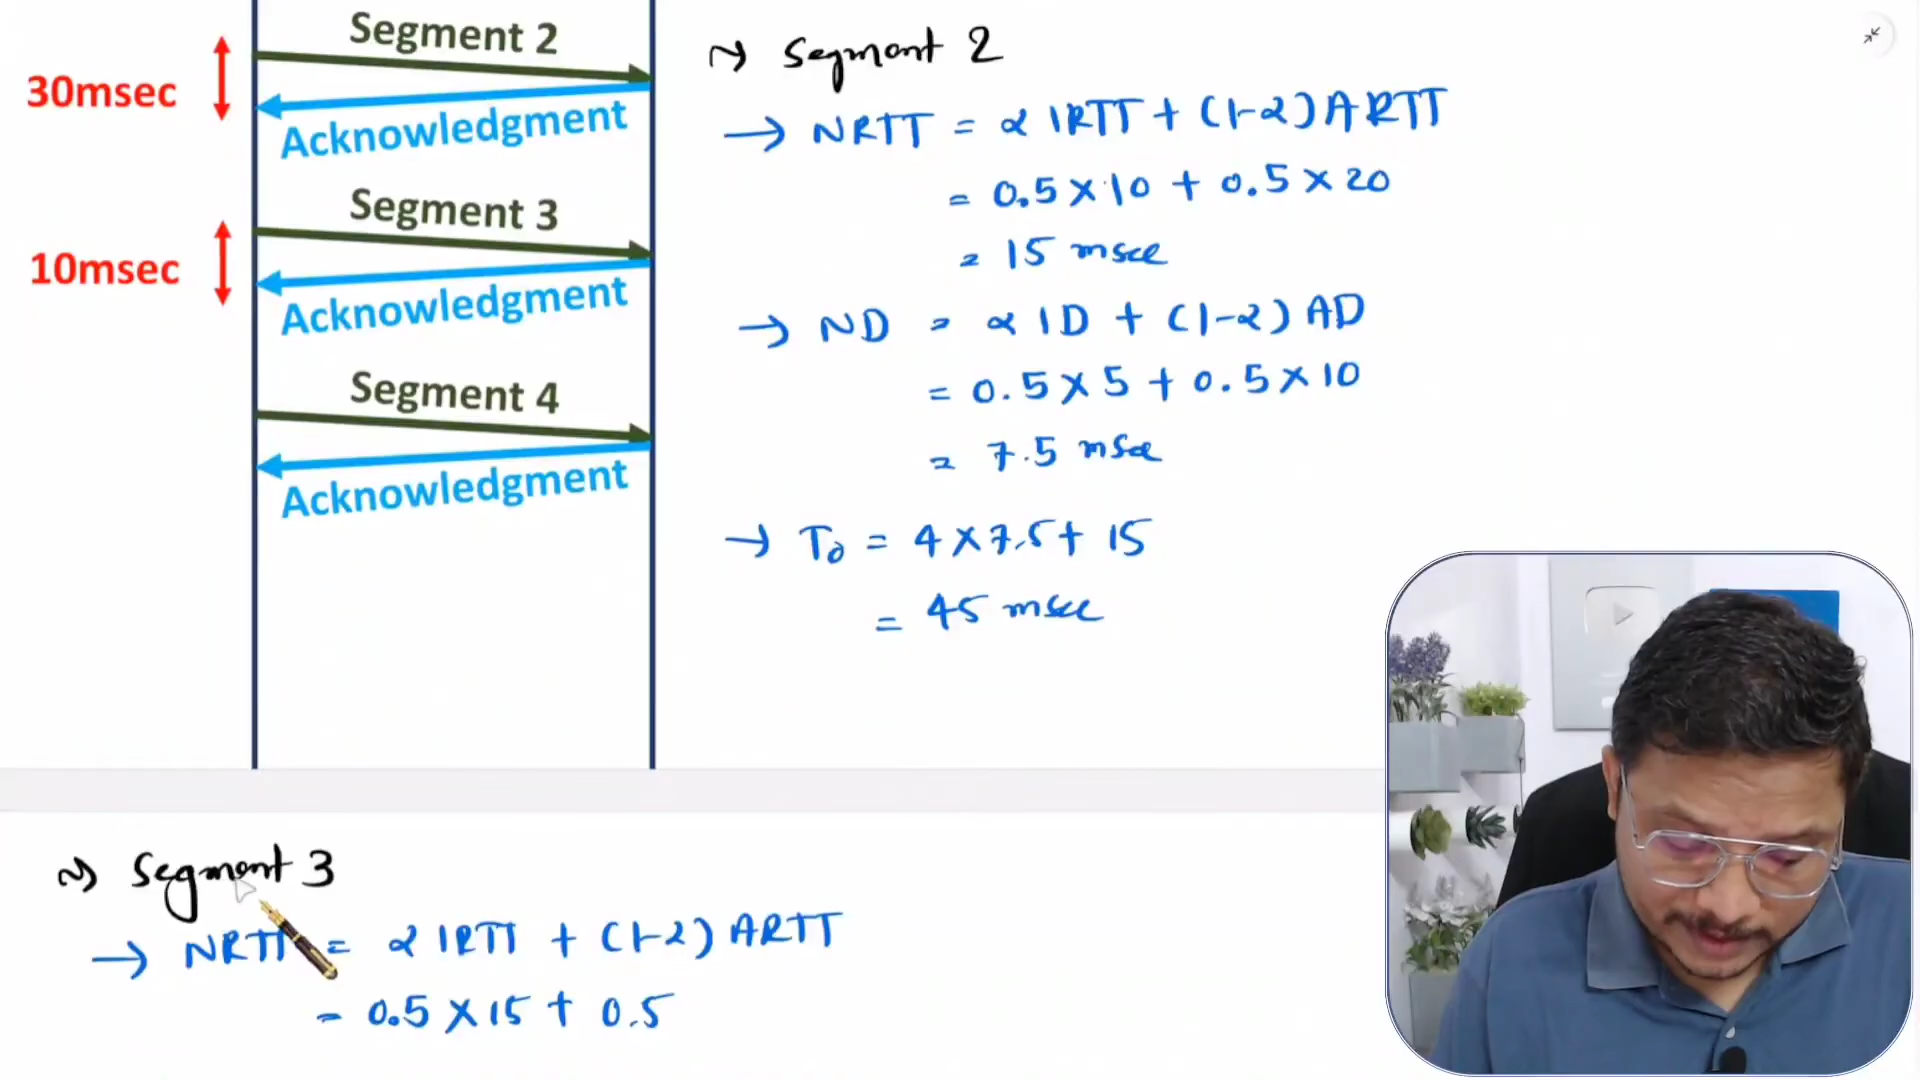 Segment 2
30msec
Acknowledgment
Segment 3
10msec
Acknowledgment
Segment 4
Acknowledgment
Segment 2
→ NRTT = α IRTT + (1-α) ARTT
= 0.5 × 10 + 0.5 × 20
= 15 msec
→ ND = α ID + (1-α) AD
= 0.5 × 5 + 0.5 × 10
= 7.5 msec
→ To = 4 × 7.5 + 15
= 45 msec
Segment 3
→ NRTT = α IRTT + (1-α) ARTT
= 0.5 × 15 + 0.5